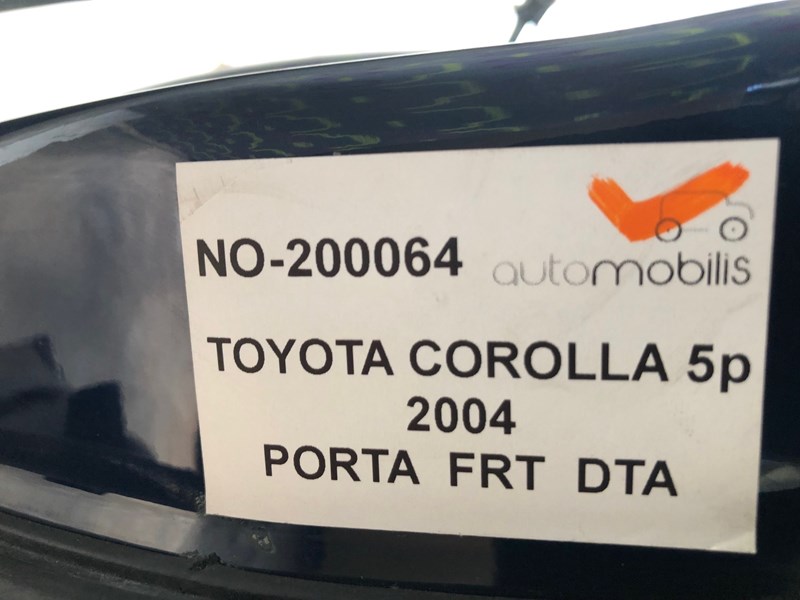 NO-200064
automobilis
TOYOTA COROLLA 5p
2004
PORTA FRT DTA